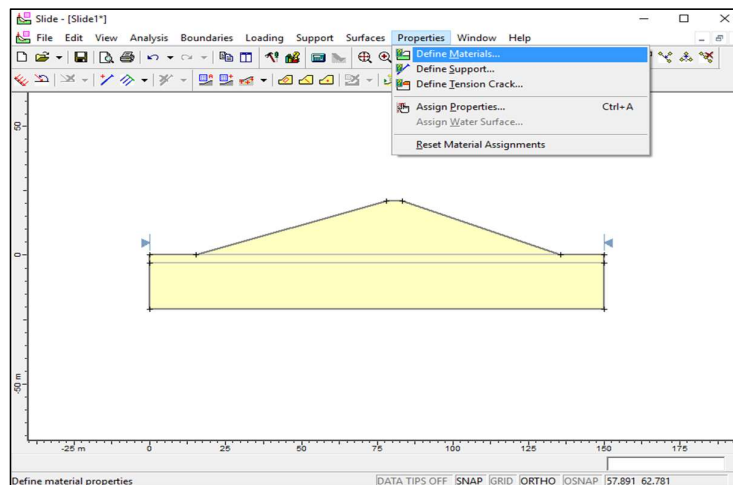 Slide - [Slide1*]
File Edit View Analysis Boundaries Loading Support Surfaces Properties Window Help
Define Materials...
Define Support...
Define Tension Crack...
Assign Properties... Ctrl+A
Assign Water Surface...
Reset Material Assignments
50
0
-50 m
-25 m 0 25 50 75 100 125 150 175
Define material properties DATA TIPS OFF SNAP GRID ORTHO OSNAP 57.891 62.781